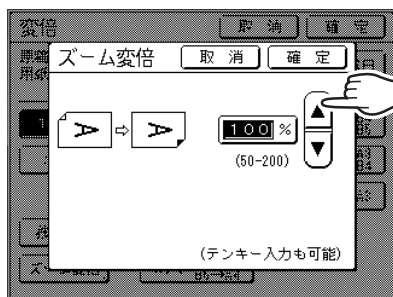 変倍
取 消
確 定
ズーム変倍
取 消
確 定
100 %
(50-200)
(テンキー入力も可能)